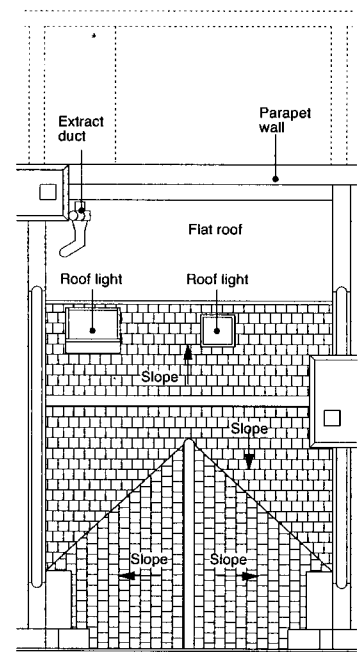 Extract
duct
Parapet
wall
Flat roof
Roof light
Roof light
Slope
Slope
Slope
Slope